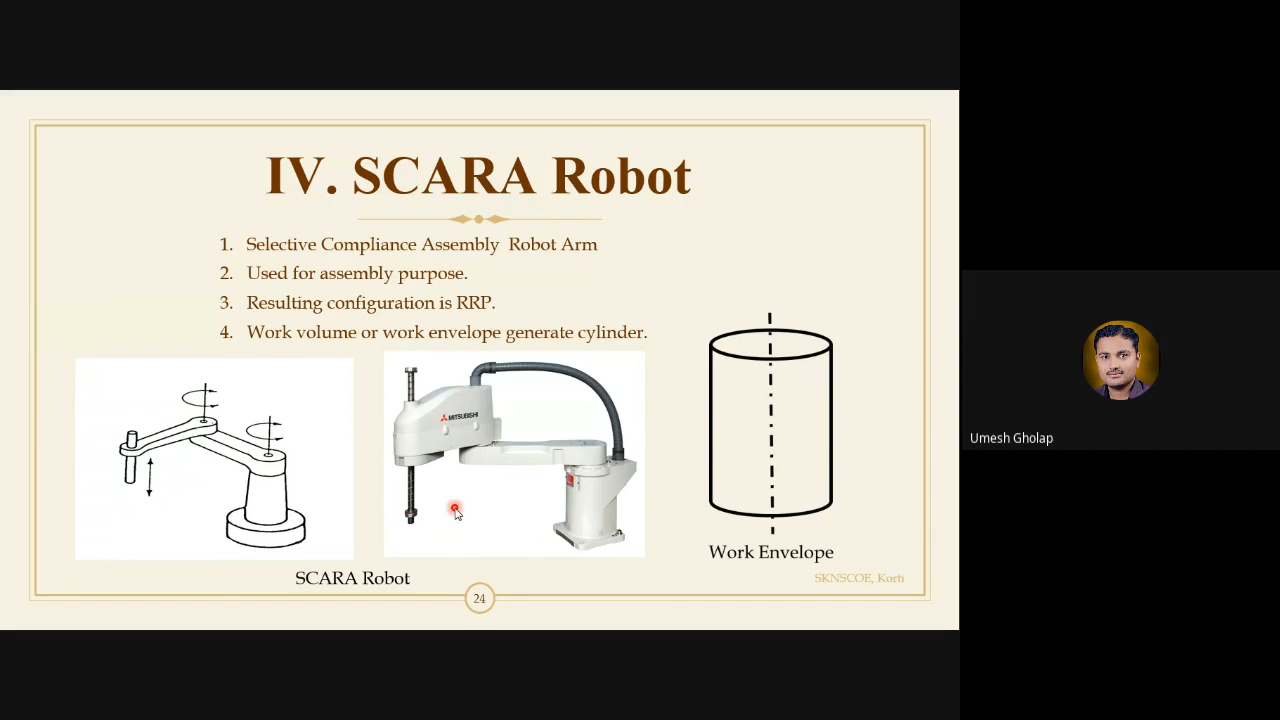 IV. SCARA Robot
1. Selective Compliance Assembly Robot Arm
2. Used for assembly purpose.
3. Resulting configuration is RRP.
4. Work volume or work envelope generate cylinder.
MITSUBISHI
Work Envelope
SCARA Robot
SKNSCOE, Korti
24
Umesh Gholap